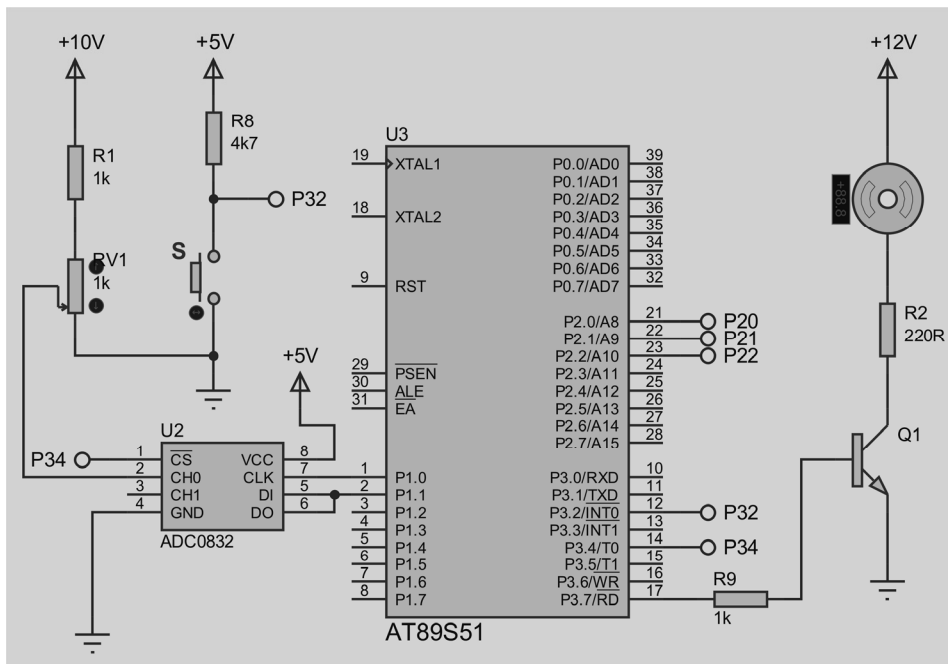 +10V
+5V
+12V
R1
1k
R8
4k7
P32
RV1
1k
S
+88.8
R2
220R
Q1
+5V
U2
P34
1 CS VCC 8
2 CH0 CLK 7
3 CH1 DI 5
4 GND DO 6
ADC0832
U3
19 XTAL1 P0.0/AD0 39
P0.1/AD1 38
P0.2/AD2 37
18 XTAL2 P0.3/AD3 36
P0.4/AD4 35
P0.5/AD5 34
P0.6/AD6 33
9 RST P0.7/AD7 32
P2.0/A8 21 P20
P2.1/A9 22 P21
P2.2/A10 23 P22
29 PSEN P2.3/A11 24
30 ALE P2.4/A12 25
31 EA P2.5/A13 26
P2.6/A14 27
P2.7/A15 28
1 P1.0 P3.0/RXD 10
2 P1.1 P3.1/TXD 11
3 P1.2 P3.2/INT0 12 P32
4 P1.3 P3.3/INT1 13
5 P1.4 P3.4/T0 14 P34
6 P1.5 P3.5/T1 15
7 P1.6 P3.6/WR 16
8 P1.7 P3.7/RD 17
AT89S51
R9
1k